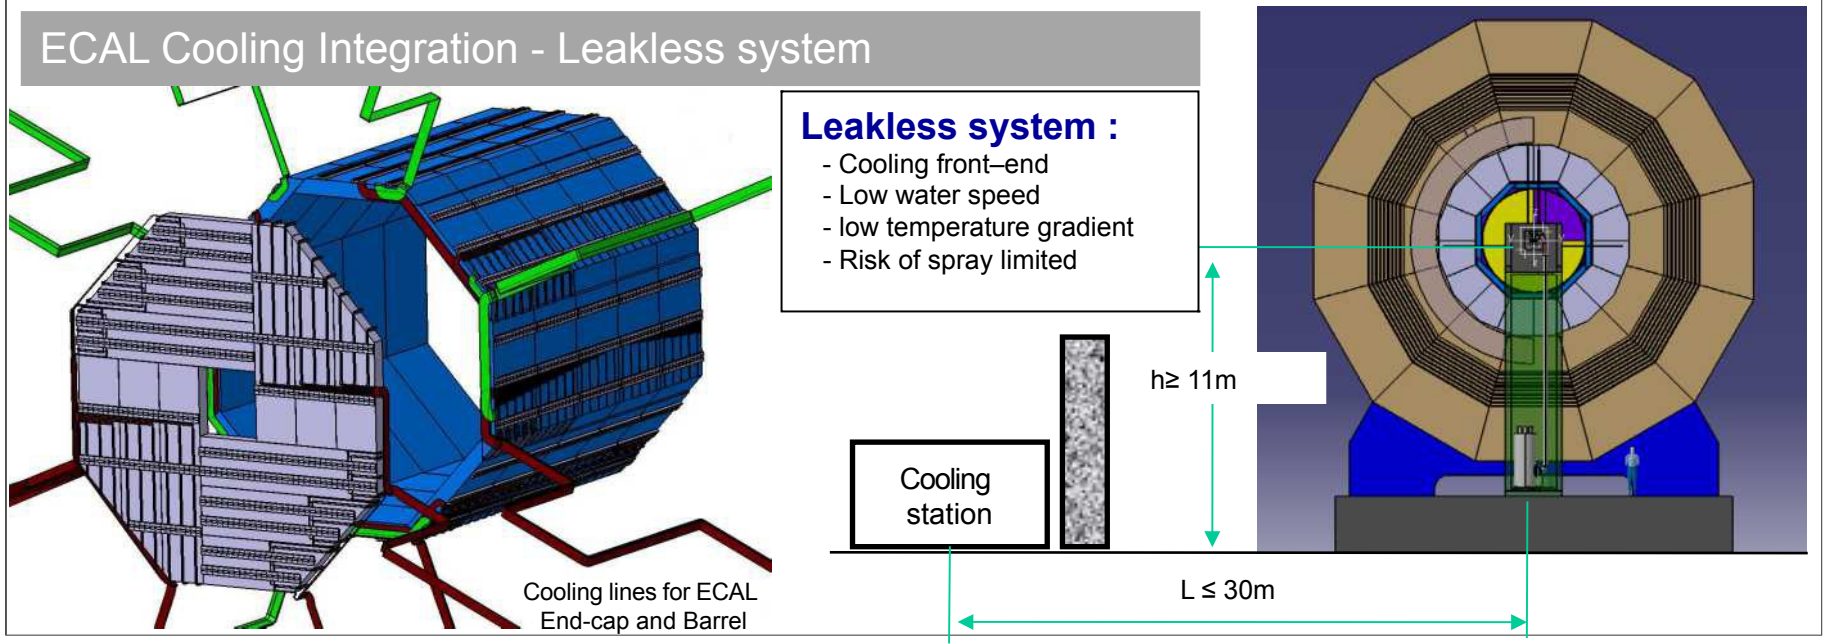 ECAL Cooling Integration - Leakless system
Leakless system :
- Cooling front–end
- Low water speed
- low temperature gradient
- Risk of spray limited
h≥ 11m
Cooling
station
L ≤ 30m
Cooling lines for ECAL
End-cap and Barrel